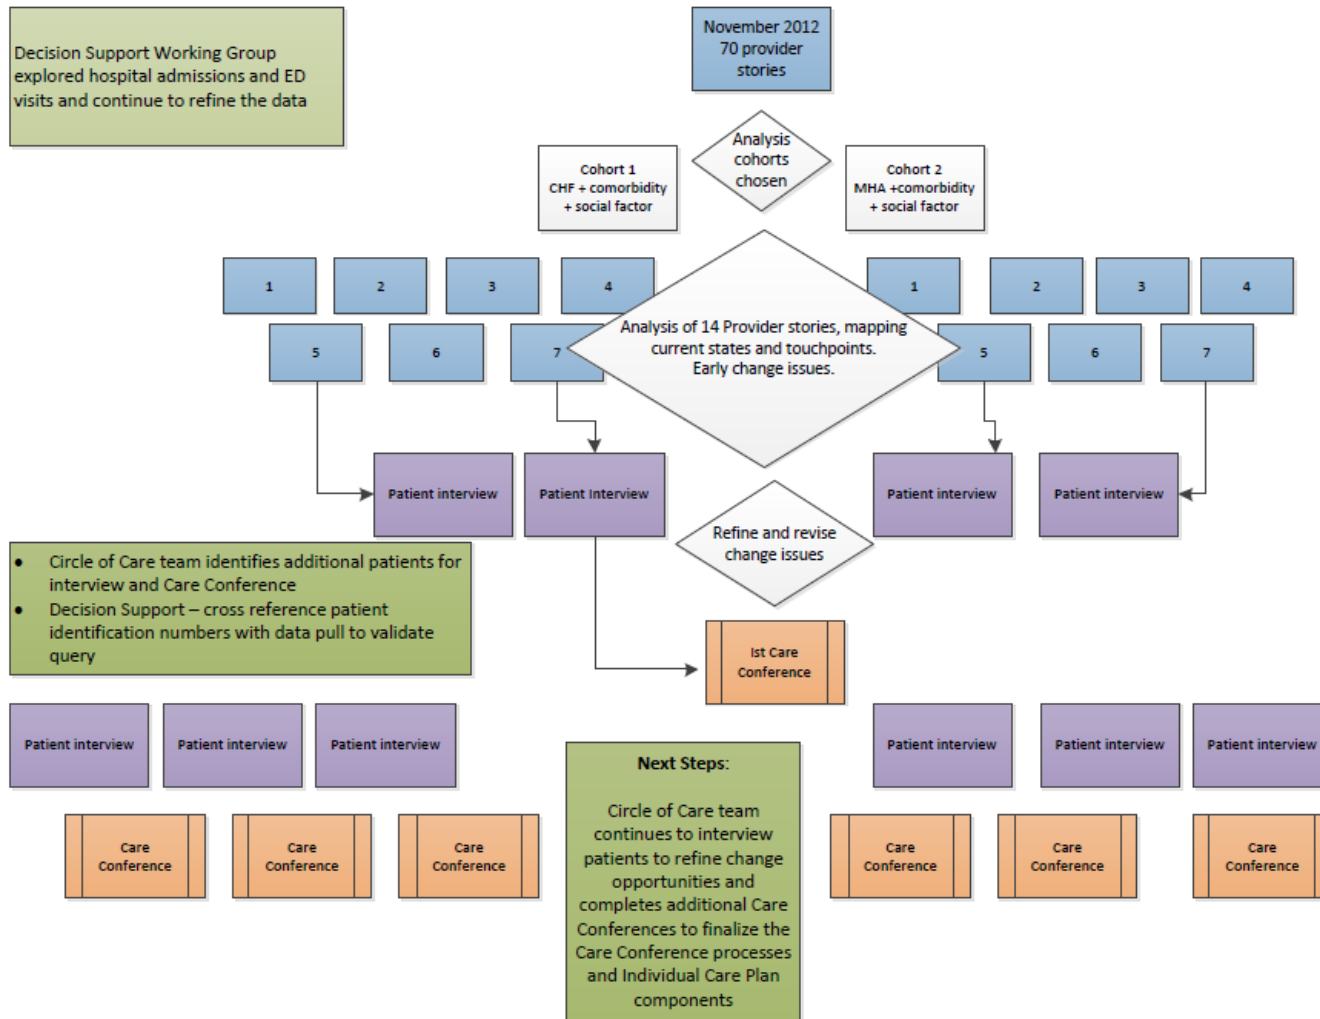 Decision Support Working Group
explored hospital admissions and ED
visits and continue to refine the data
November 2012
70 provider
stories
Analysis
cohorts
chosen
Cohort 1
CHF + comorbidity
+ social factor
Cohort 2
MHA +comorbidity
+ social factor
1
2
3
4
5
6
7
Analysis of 14 Provider stories, mapping
current states and touchpoints.
Early change issues.
1
2
3
4
5
6
7
Patient interview
Patient Interview
Patient interview
Patient interview
Refine and revise
change issues
• Circle of Care team identifies additional patients for
interview and Care Conference
• Decision Support – cross reference patient
identification numbers with data pull to validate
query
Ist Care
Conference
Patient interview
Patient interview
Patient interview
Patient interview
Patient interview
Patient interview
Care
Conference
Care
Conference
Care
Conference
Care
Conference
Care
Conference
Care
Conference
Next Steps:
Circle of Care team
continues to interview
patients to refine change
opportunities and
completes additional Care
Conferences to finalize the
Care Conference processes
and Individual Care Plan
components